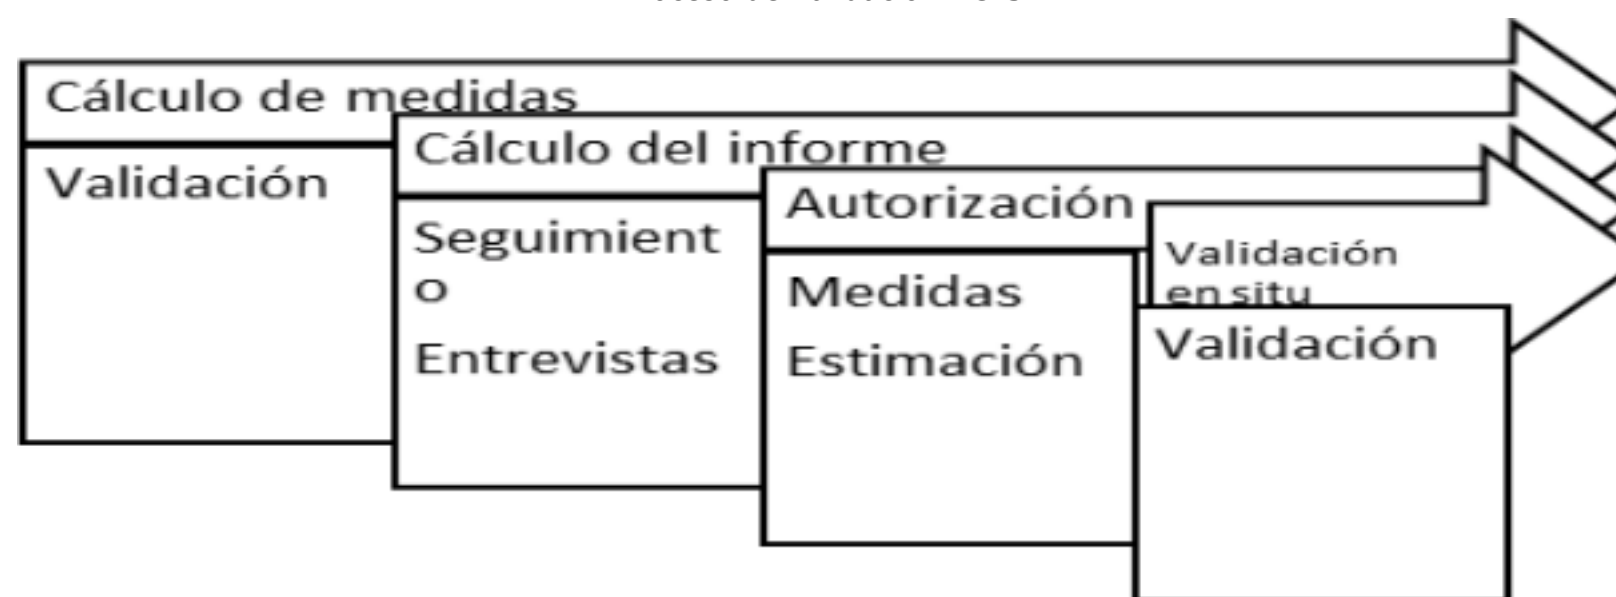 Cálculo de medidas
Validación
Cálculo del informe
Seguimient
o
Entrevistas
Autorización
Medidas
Estimación
Validación
en situ
Validación